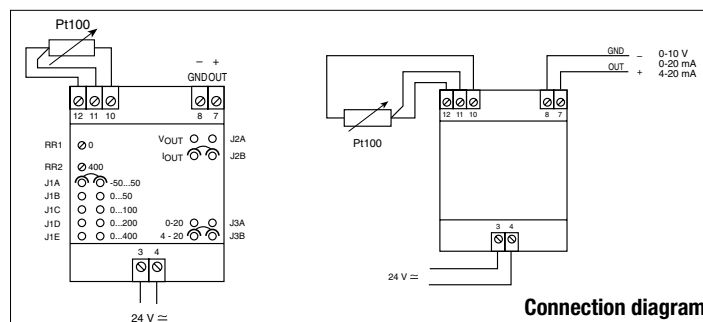 Pt100
– +
GND OUT
12 11 10
8 7
RR1 0
VOUT J2A
IOUT J2B
RR2 400
J1A -50...50
J1B 0...50
J1C 0...100
J1D 0...200 0-20 J3A
J1E 0...400 4 - 20 J3B
3 4
24 V ≃
GND – 0-10 V
0-20 mA
OUT + 4-20 mA
12 11 10
8 7
Pt100
3 4
24 V ≃
Connection diagram